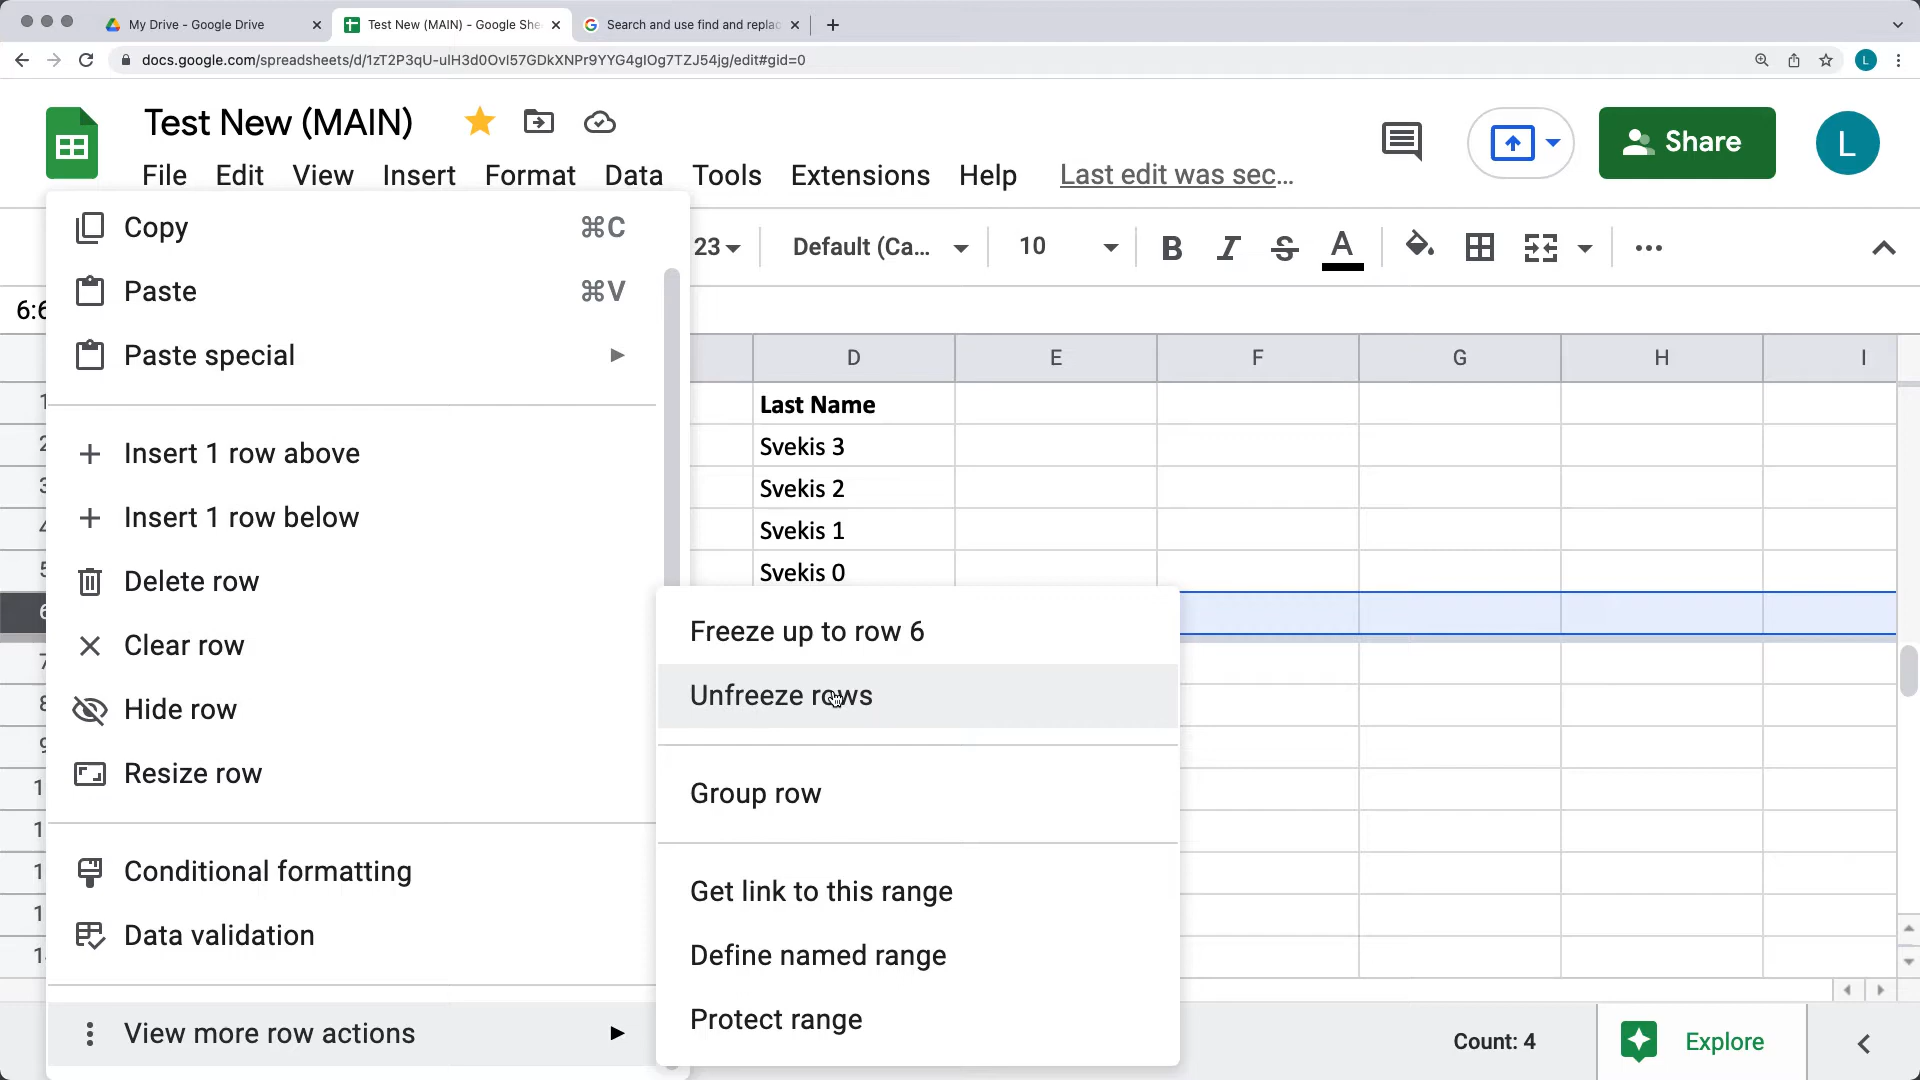 My Drive - Google Drive
Test New (MAIN) - Google She
Search and use find and replac
docs.google.com/spreadsheets/d/1zT2P3qU-uIH3d0OvI57GDkXNPr9YYG4gIOg7TZJ54jg/edit#gid=0
L
Test New (MAIN)
Share
L
File Edit View Insert Format Data Tools Extensions Help Last edit was sec...
23 Default (Ca... 10 B I S A
6:6
Copy ⌘C
Paste ⌘V
Paste special
Insert 1 row above
Insert 1 row below
Delete row
Clear row
Hide row
Resize row
Conditional formatting
Data validation
View more row actions
D E F G H I
Last Name
Svekis 3
Svekis 2
Svekis 1
Svekis 0
Freeze up to row 6
Unfreeze rows
Group row
Get link to this range
Define named range
Protect range
Count: 4
Explore